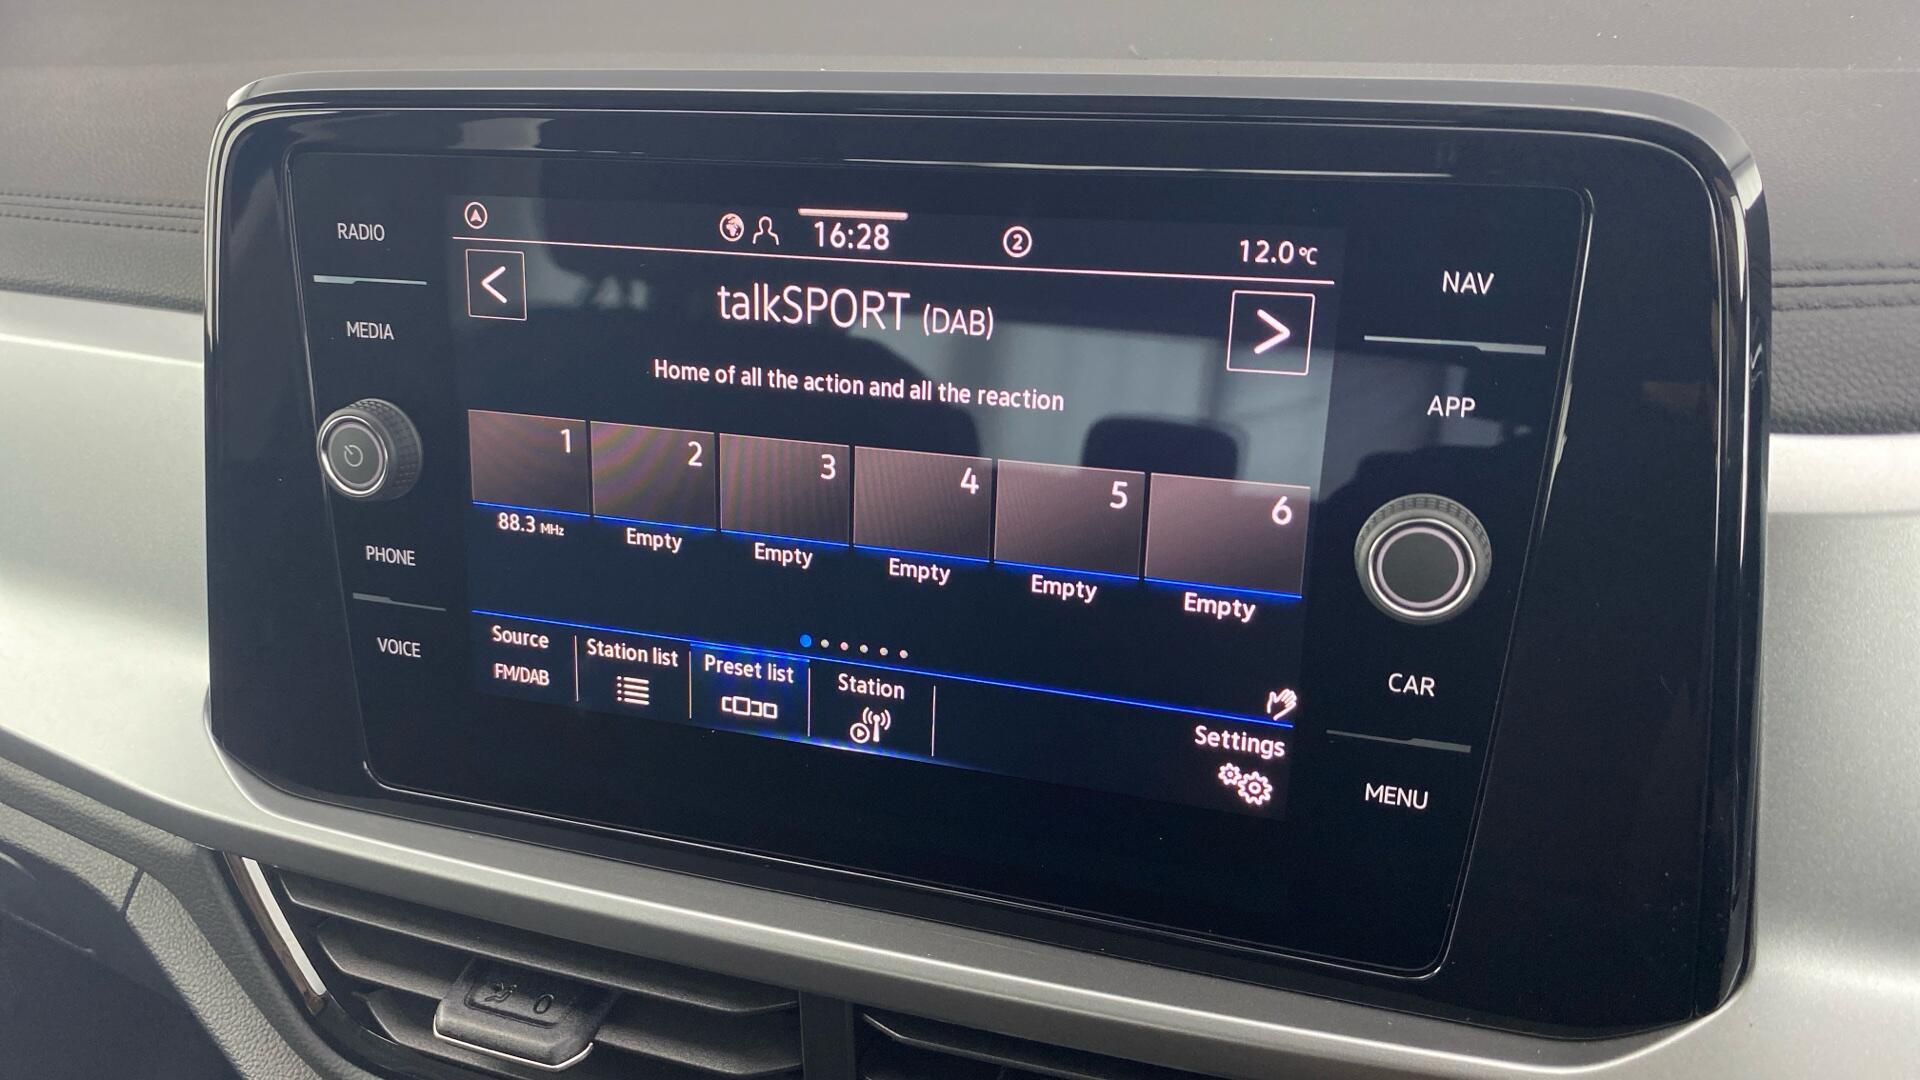 RADIO
MEDIA
PHONE
VOICE
16:28
2
12.0 °C
<
talkSPORT (DAB)
>
Home of all the action and all the reaction
1
2
3
4
5
6
88.3 MHz
Empty
Empty
Empty
Empty
Empty
Source
FM/DAB
Station list
Preset list
Station
Settings
NAV
APP
CAR
MENU
0